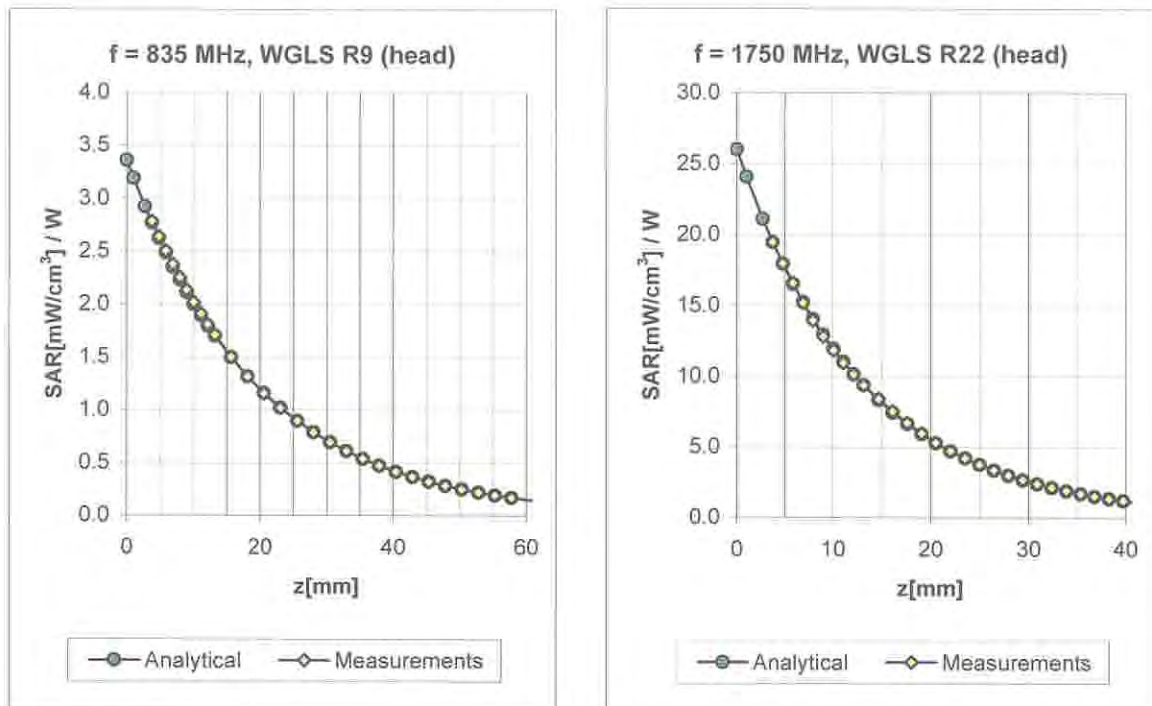 f = 835 MHz, WGLS R9 (head)
4.0
3.5
3.0
2.5
2.0
1.5
1.0
0.5
0.0
SAR[mW/cm³] / W
0 20 40 60
z[mm]
Analytical Measurements
f = 1750 MHz, WGLS R22 (head)
30.0
25.0
20.0
15.0
10.0
5.0
0.0
SAR[mW/cm³] / W
0 10 20 30 40
z[mm]
Analytical Measurements